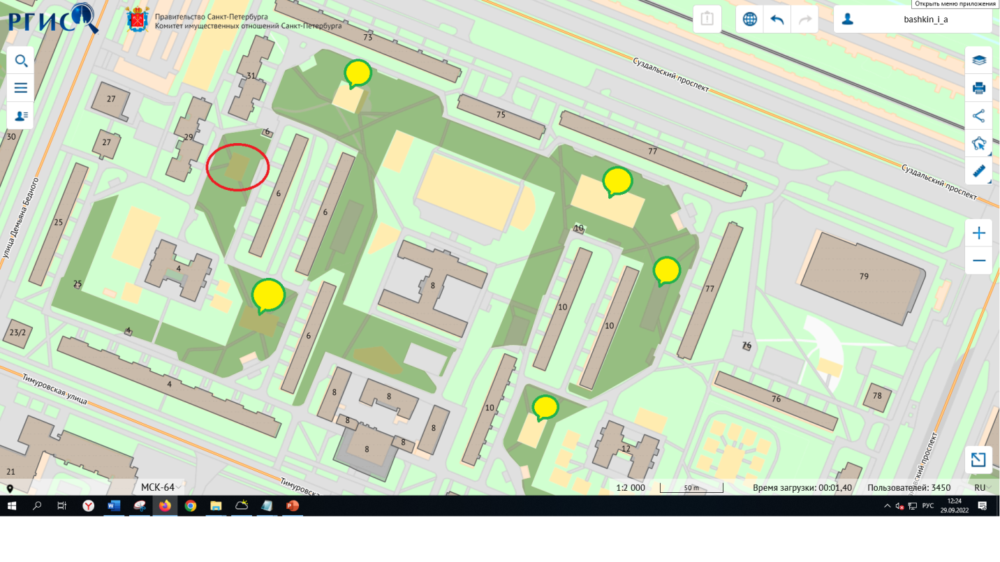 Открыть меню приложения
РГИС
Правительство Санкт-Петербурга
Комитет имущественных отношений Санкт-Петербурга
bashkin_i_a
73
Суздальский проспект
31
27
75
29
6
30
27
77
Суздальский проспект
улица Демьяна Бедного
6
6
25
10
4
79
25
8
77
10
10
23/2
4
6
76
4
Тимуровская улица
8
8
76
78
10
8
8
8
8
12
21
Тимуровска
вский проспект
МСК-64
1:2 000
50 m
Время загрузки: 00:01,40
Пользователей: 3450
RU
РУС
12:24
29.09.2022